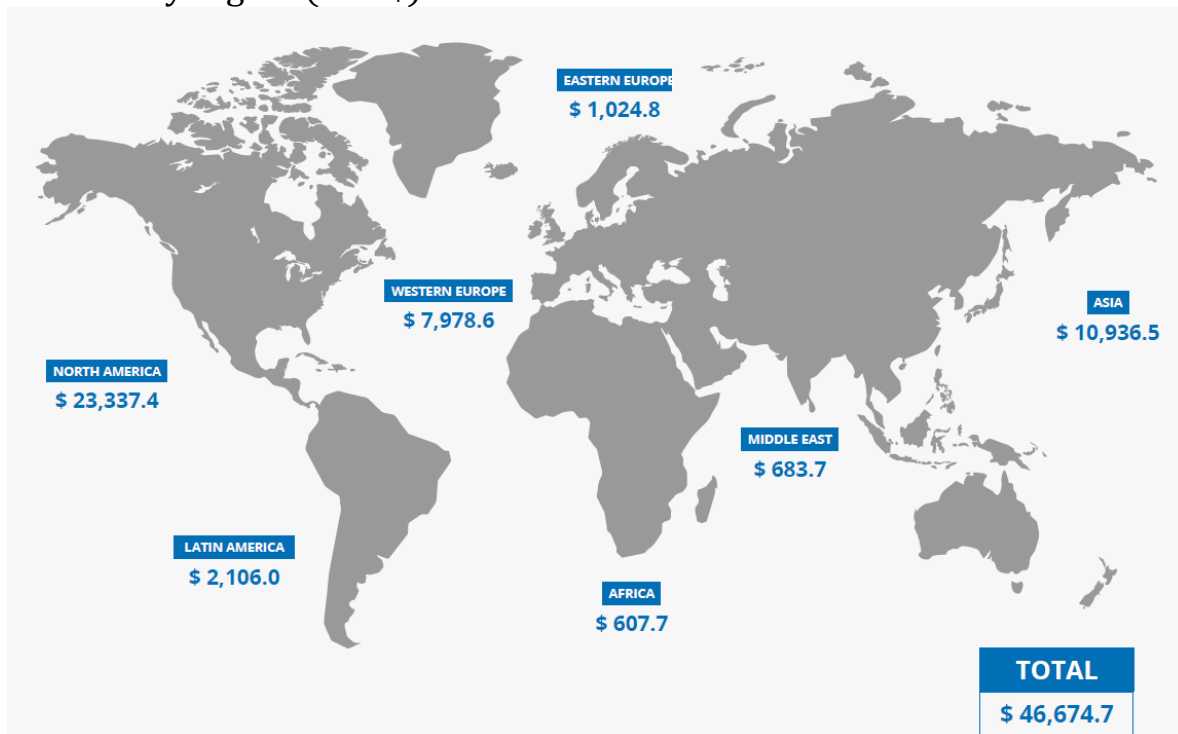 EASTERN EUROPE
$ 1,024.8
WESTERN EUROPE
$ 7,978.6
ASIA
$ 10,936.5
NORTH AMERICA
$ 23,337.4
MIDDLE EAST
$ 683.7
LATIN AMERICA
$ 2,106.0
AFRICA
$ 607.7
TOTAL
$ 46,674.7